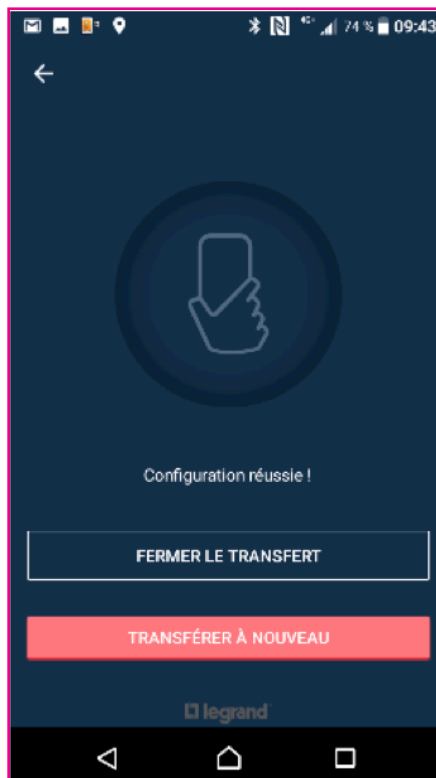 74 % 09:43
Configuration réussie !
FERMER LE TRANSFERT
TRANSFÉRER À NOUVEAU
legrand